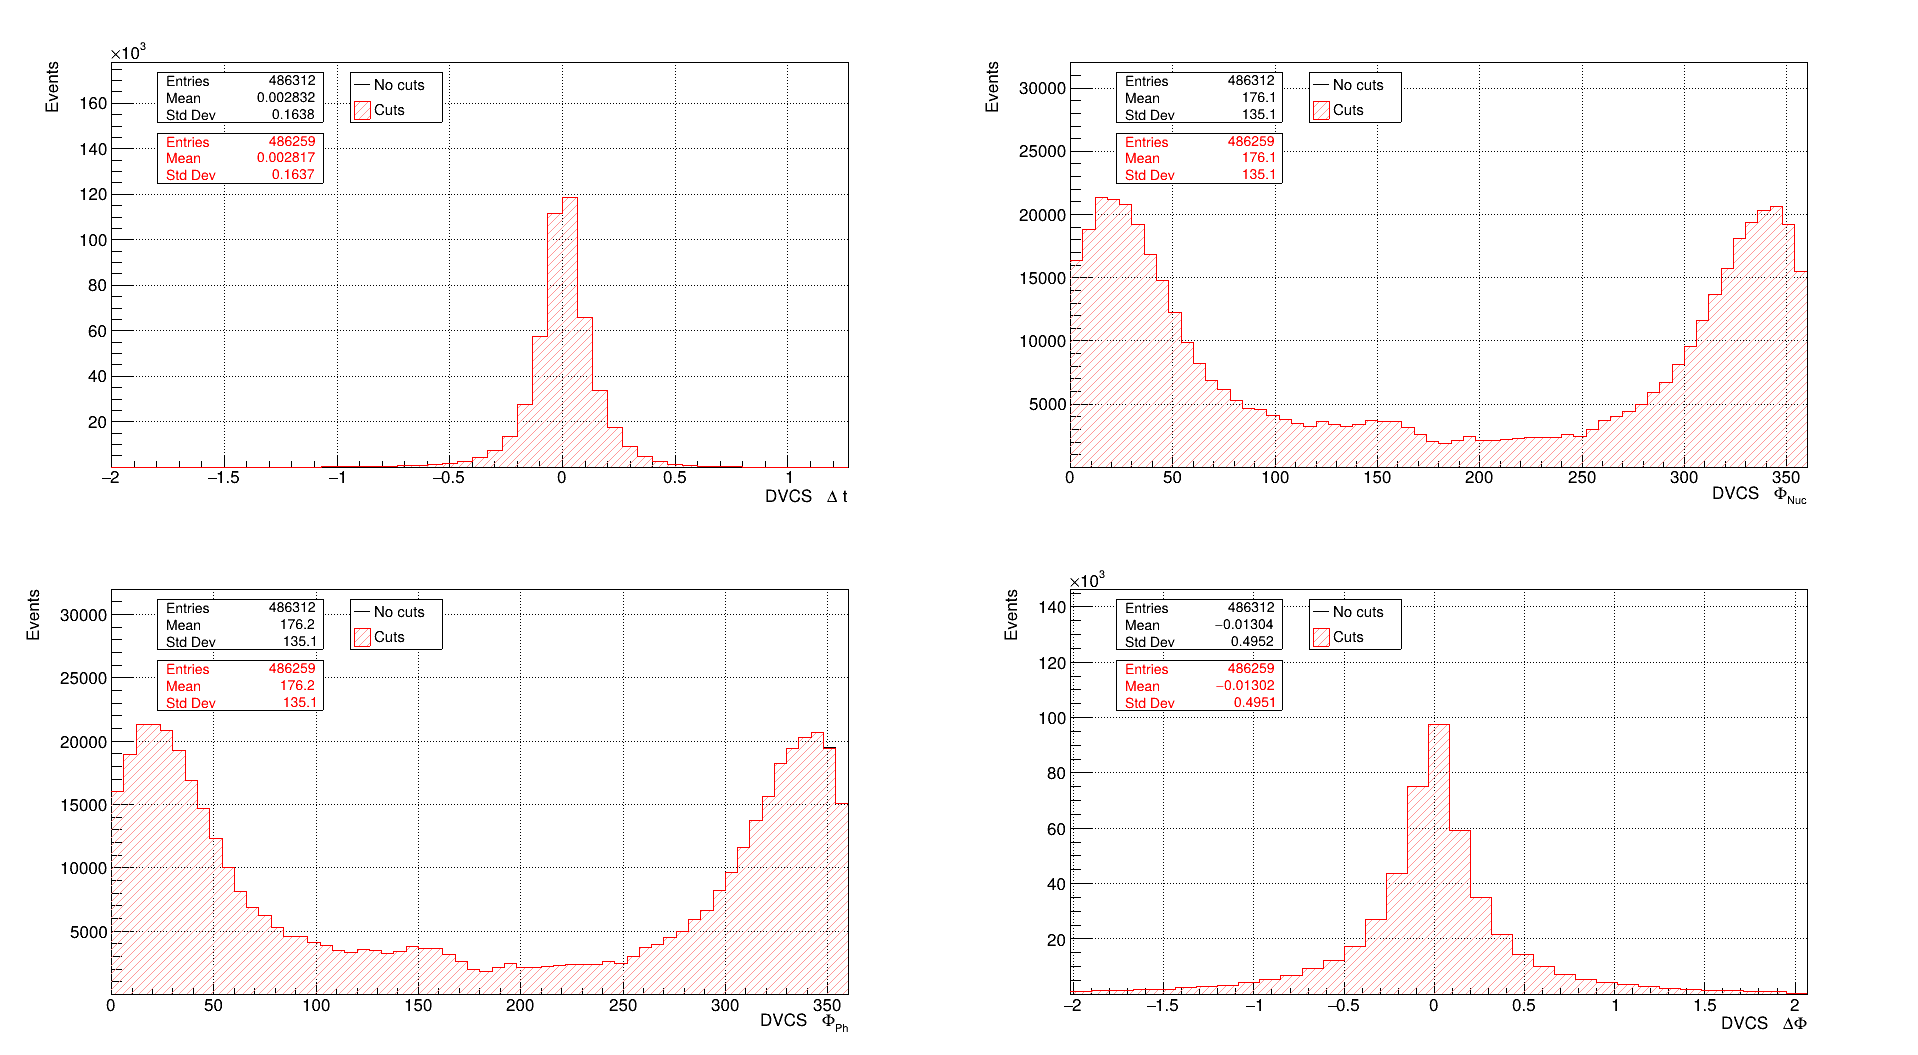 ×10³
Events
Entries 486312
Mean 0.002832
Std Dev 0.1638
Entries 486259
Mean 0.002817
Std Dev 0.1637
No cuts
Cuts
160
140
120
100
80
60
40
20
−2 −1.5 −1 −0.5 0 0.5 1
DVCS Δ t
Events
Entries 486312
Mean 176.1
Std Dev 135.1
Entries 486259
Mean 176.1
Std Dev 135.1
No cuts
Cuts
30000
25000
20000
15000
10000
5000
0 50 100 150 200 250 300 350
DVCS Φ_Nuc
Events
Entries 486312
Mean 176.2
Std Dev 135.1
Entries 486259
Mean 176.2
Std Dev 135.1
No cuts
Cuts
30000
25000
20000
15000
10000
5000
0 50 100 150 200 250 300 350
DVCS Φ_Ph
×10³
Events
Entries 486312
Mean −0.01304
Std Dev 0.4952
Entries 486259
Mean −0.01302
Std Dev 0.4951
No cuts
Cuts
140
120
100
80
60
40
20
−2 −1.5 −1 −0.5 0 0.5 1 1.5 2
DVCS ΔΦ